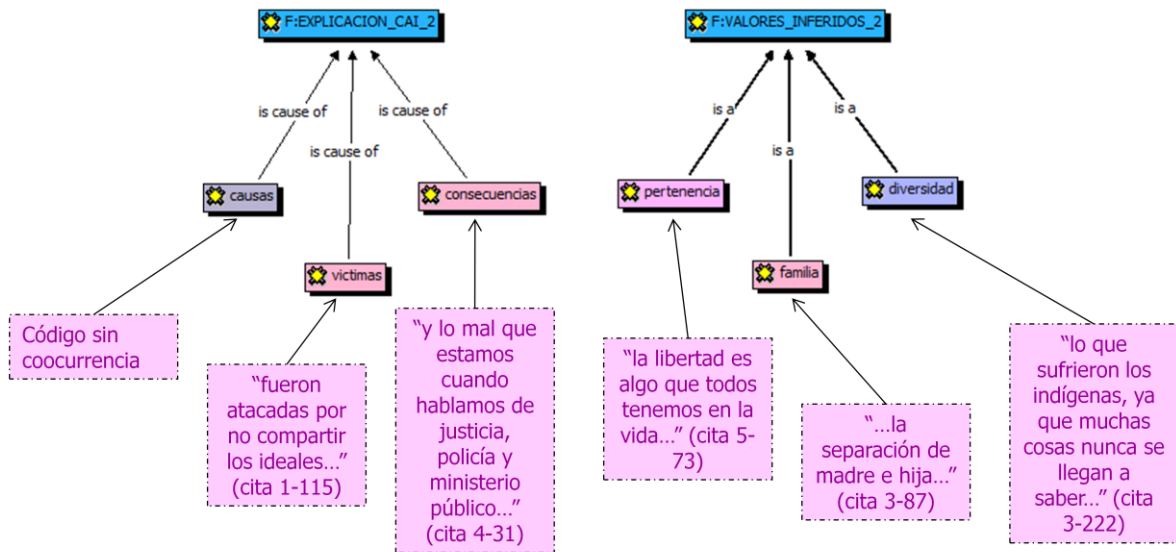 F:EXPLICACION_CAI_2
F:VALORES_INFERIDOS_2
is cause of
is cause of
is cause of
is a
is a
is a
causas
consecuencias
victimas
pertenencia
diversidad
familia
Código sin
coocurrencia
“fueron
atacadas por
no compartir
los ideales...”
(cita 1-115)
“y lo mal que
estamos
cuando
hablamos de
justicia,
policía y
ministerio
público...”
(cita 4-31)
“la libertad es
algo que todos
tenemos en la
vida...” (cita 5-
73)
“...la
separación de
madre e hija...”
(cita 3-87)
“lo que
sufrieron los
indígenas, ya
que muchas
cosas nunca se
llegan a
saber...” (cita
3-222)